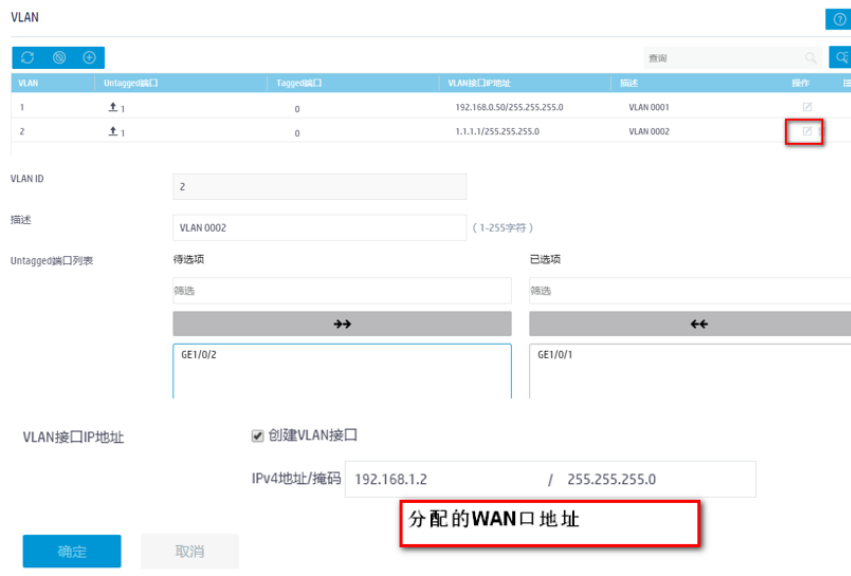 VLAN
查询
VLAN Untagged端口 Tagged端口 VLAN接口IP地址 描述 操作
1 1 0 192.168.0.50/255.255.255.0 VLAN 0001
2 1 0 1.1.1.1/255.255.255.0 VLAN 0002
VLAN ID 2
描述 VLAN 0002 (1-255字符)
Untagged端口列表 待选项 已选项
筛选 筛选
GE1/0/2 GE1/0/1
VLAN接口IP地址 创建VLAN接口
IPv4地址/掩码 192.168.1.2 / 255.255.255.0
分配的WAN口地址
确定 取消